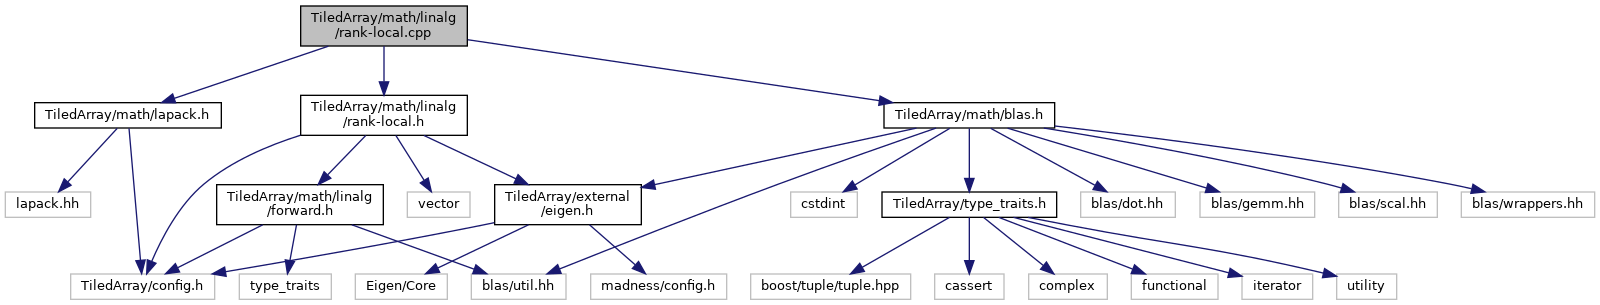 TiledArray/math/linalg
/rank-local.cpp
TiledArray/math/lapack.h
TiledArray/math/linalg
/rank-local.h
TiledArray/math/blas.h
lapack.hh
TiledArray/math/linalg
/forward.h
vector
TiledArray/external
/eigen.h
cstdint
TiledArray/type_traits.h
blas/dot.hh
blas/gemm.hh
blas/scal.hh
blas/wrappers.hh
TiledArray/config.h
type_traits
Eigen/Core
blas/util.hh
madness/config.h
boost/tuple/tuple.hpp
cassert
complex
functional
iterator
utility